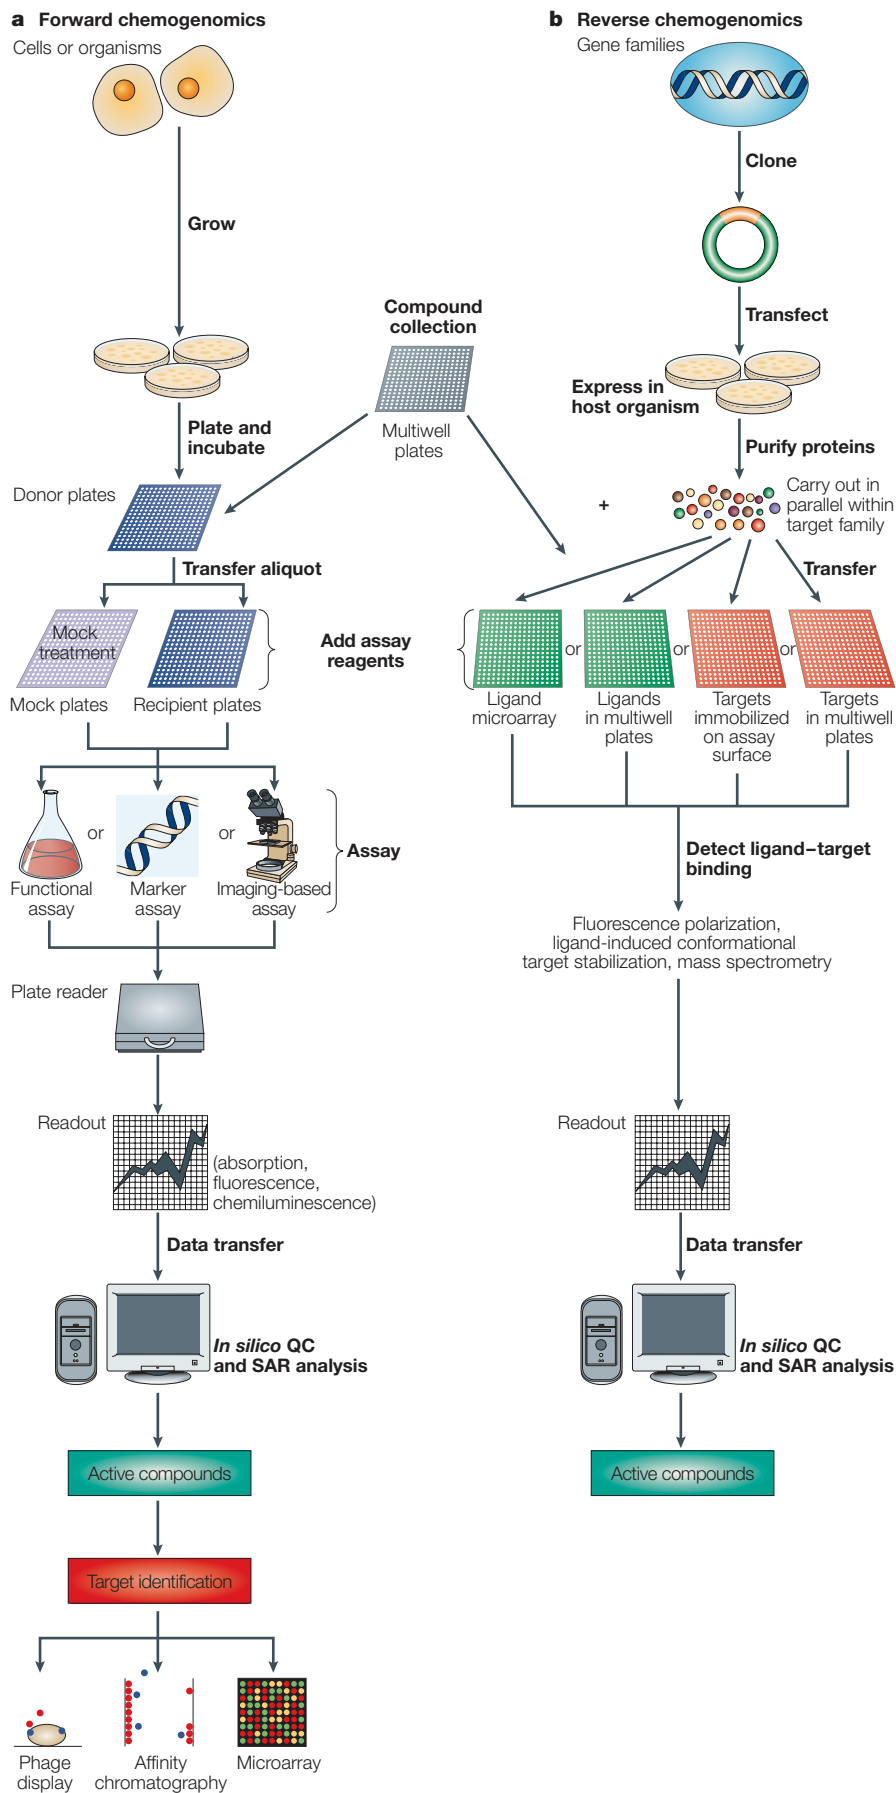 a Forward chemogenomics
Cells or organisms
Grow
Plate and
incubate
Donor plates
Transfer aliquot
Mock
treatment
Mock plates
Recipient plates
Compound
collection
Multiwell
plates
Add assay
reagents
or
or
Assay
Functional
assay
Marker
assay
Imaging-based
assay
Plate reader
Readout
(absorption,
fluorescence,
chemiluminescence)
Data transfer
In silico QC
and SAR analysis
Active compounds
Target identification
Phage
display
Affinity
chromatography
Microarray
b Reverse chemogenomics
Gene families
Clone
Transfect
Express in
host organism
Purify proteins
+
Carry out in
parallel within
target family
Transfer
or
or
or
Ligand
microarray
Ligands
in multiwell
plates
Targets
immobilized
on assay
surface
Targets
in multiwell
plates
Detect ligand–target
binding
Fluorescence polarization,
ligand-induced conformational
target stabilization, mass spectrometry
Readout
Data transfer
In silico QC
and SAR analysis
Active compounds